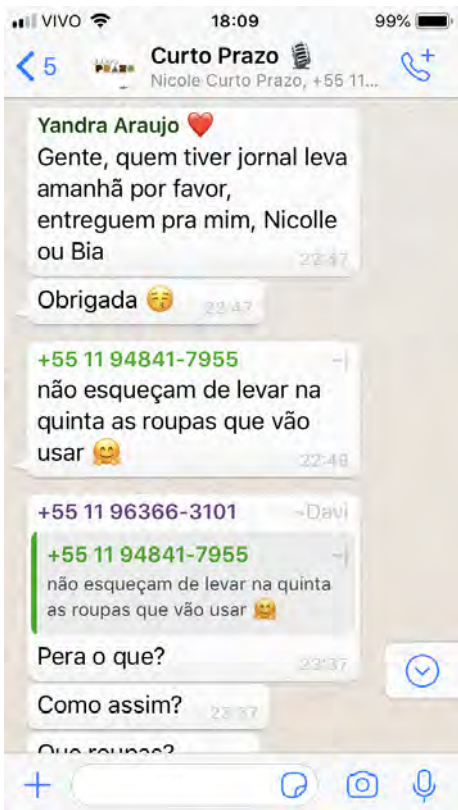 VIVO 18:09 99%
5 Curto Prazo 🎙
Nicole Curto Prazo, +55 11...
Yandra Araujo ❤️
Gente, quem tiver jornal leva
amanhã por favor,
entreguem pra mim, Nicolle
ou Bia
22:47
Obrigada 😚 22:47
+55 11 94841-7955 ~j
não esqueçam de levar na
quinta as roupas que vão
usar 🤗
22:48
+55 11 96366-3101 ~Davi
+55 11 94841-7955 ~j
não esqueçam de levar na quinta
as roupas que vão usar 🤗
Pera o que? 23:37
Como assim? 23:37
Que roupas?